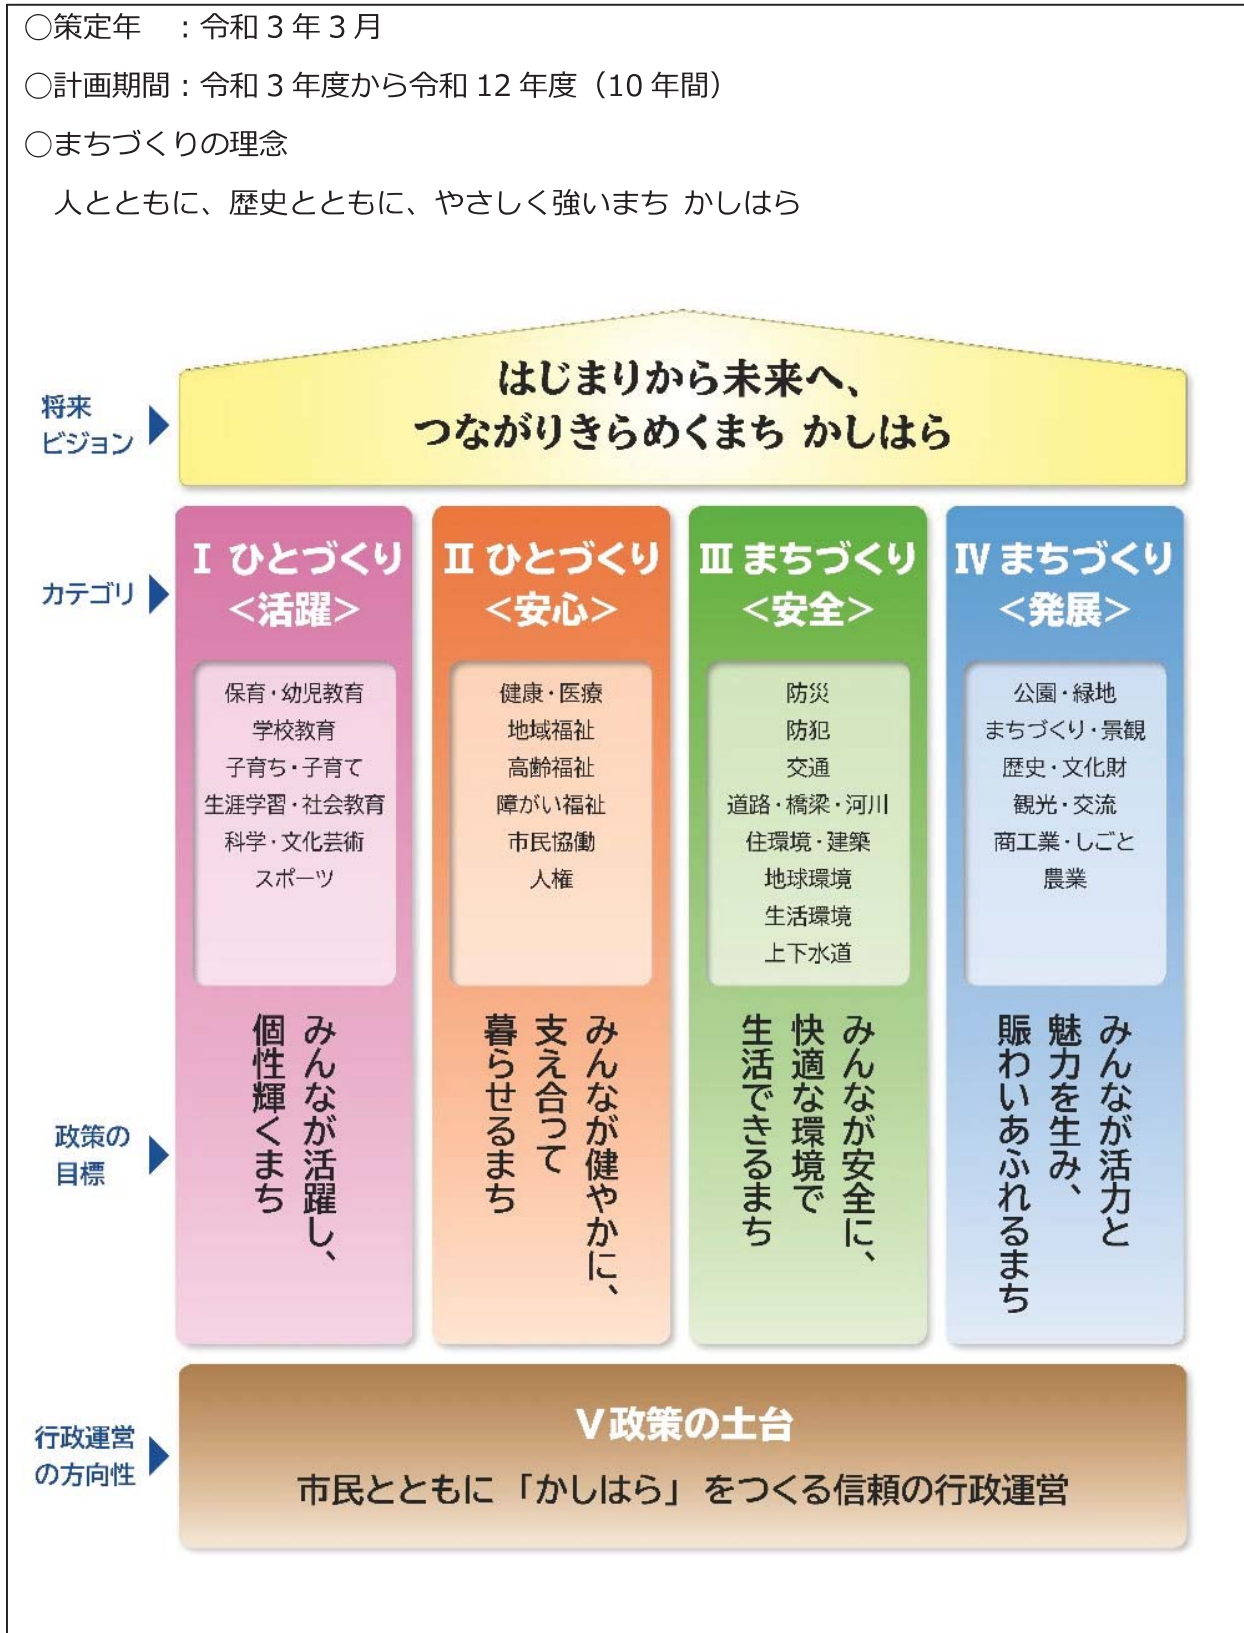 ○策定年　：令和３年３月
○計画期間：令和３年度から令和 12 年度（10 年間）
○まちづくりの理念
人とともに、歴史とともに、やさしく強いまち かしはら
将来
ビジョン
はじまりから未来へ、
つながりきらめくまち かしはら
カテゴリ
Ⅰ ひとづくり
＜活躍＞
保育・幼児教育
学校教育
子育ち・子育て
生涯学習・社会教育
科学・文化芸術
スポーツ
Ⅱ ひとづくり
＜安心＞
健康・医療
地域福祉
高齢福祉
障がい福祉
市民協働
人権
Ⅲ まちづくり
＜安全＞
防災
防犯
交通
道路・橋梁・河川
住環境・建築
地球環境
生活環境
上下水道
Ⅳ まちづくり
＜発展＞
公園・緑地
まちづくり・景観
歴史・文化財
観光・交流
商工業・しごと
農業
政策の
目標
みんなが活躍し、
個性輝くまち
みんなが健やかに、
支え合って
暮らせるまち
みんなが安全に、
快適な環境で
生活できるまち
みんなが活力と
魅力を生み、
賑わいあふれるまち
行政運営
の方向性
Ⅴ政策の土台
市民とともに「かしはら」をつくる信頼の行政運営